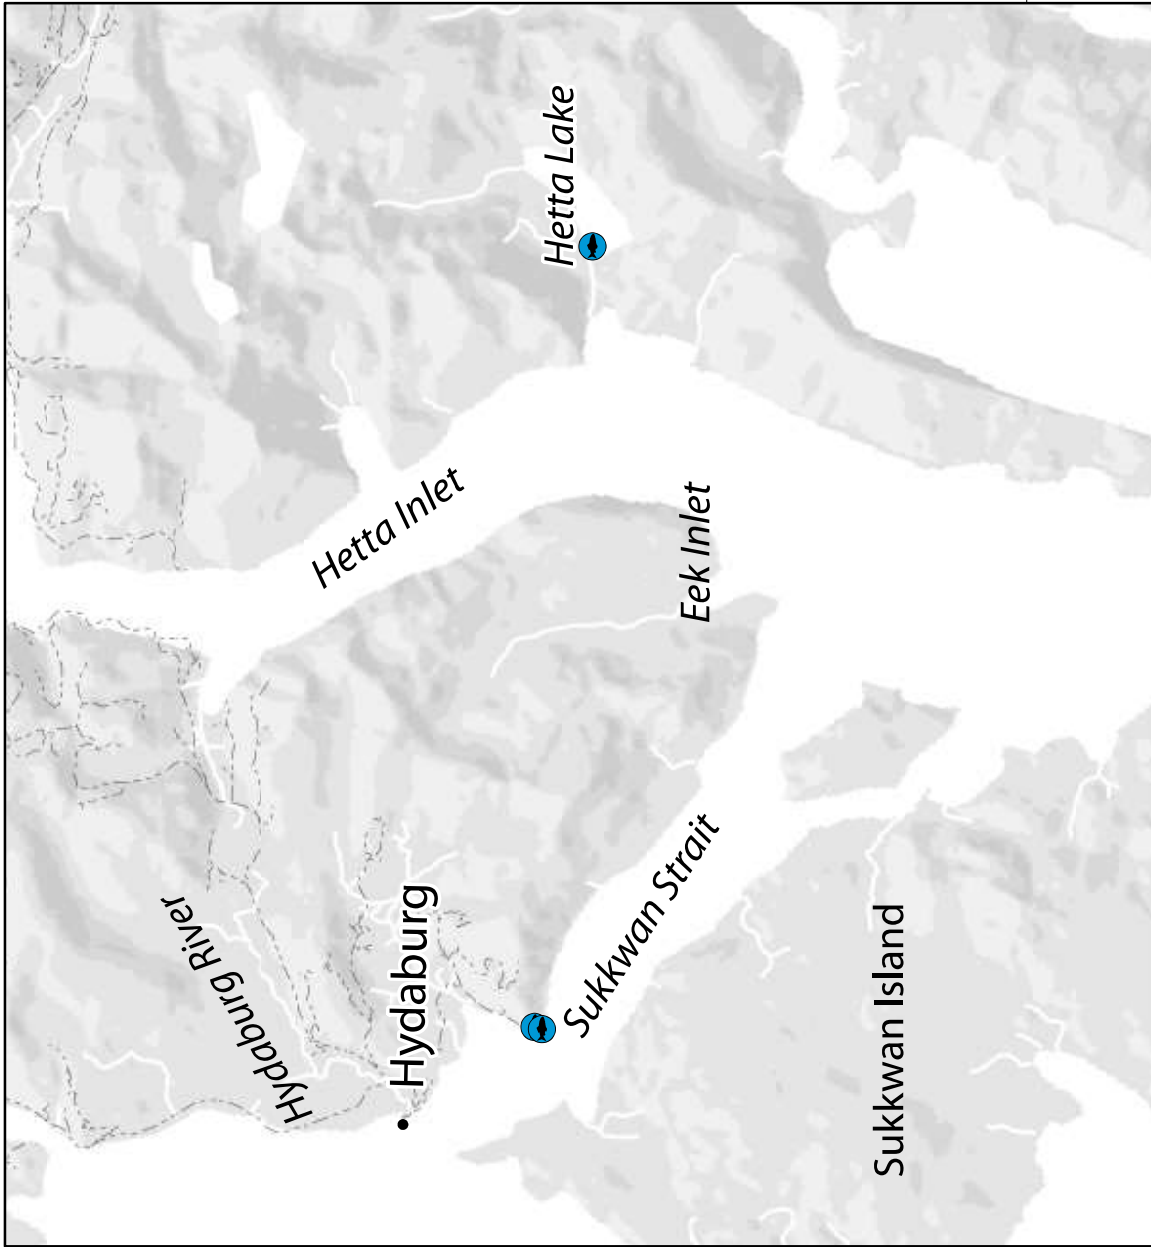 Hetta Lake
Hetta Inlet
Eek Inlet
Hydaburg River
Hydaburg
Sukkwan Strait
Sukkwan Island